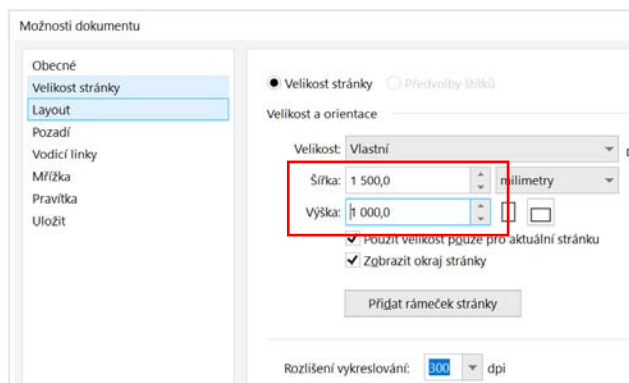 Možnosti dokumentu
Obecné
Velikost stránky
Layout
Pozadí
Vodicí linky
Mřížka
Pravítka
Uložit
Velikost stránky Předvolby štítků
Velikost a orientace
Velikost: Vlastní
Šířka: 1 500,0 milimetry
Výška: 1 000,0
Použít velikost pouze pro aktuální stránku
Zobrazit okraj stránky
Přidat rámeček stránky
Rozlišení vykreslování: 300 dpi